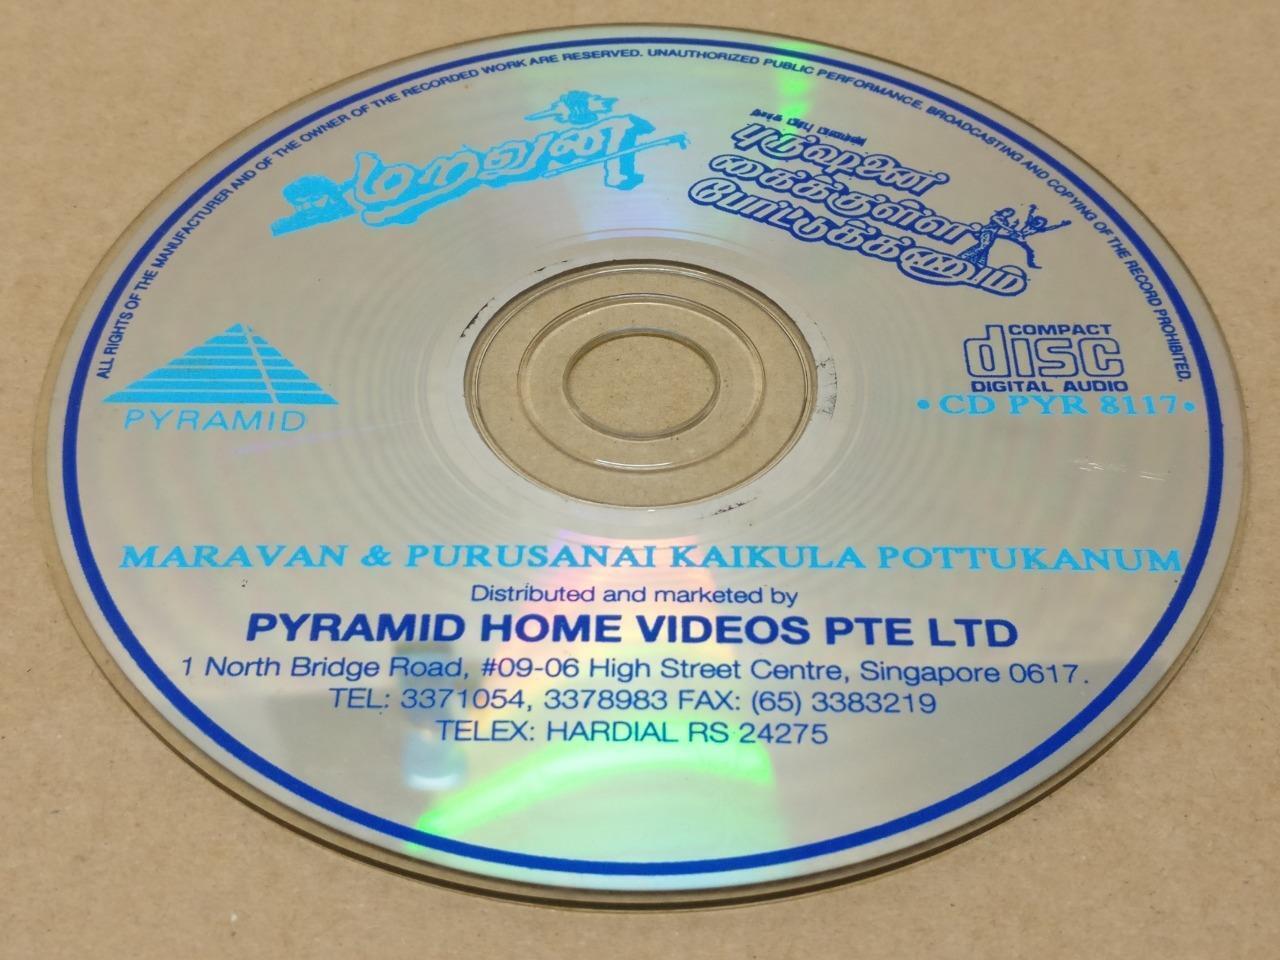 ALL RIGHTS OF THE MANUFACTURER AND OF THE OWNER OF THE RECORDED WORK ARE RESERVED. UNAUTHORIZED PUBLIC PERFORMANCE. BROADCASTING AND COPYING OF THE RECORD PROHIBITED.
மறவன்
புருஷனை
கைக்குள்ள
போட்டுக்கணும்
PYRAMID
COMPACT
disc
DIGITAL AUDIO
• CD PYR 8117 •
MARAVAN & PURUSANAI KAIKULA POTTUKANUM
Distributed and marketed by
PYRAMID HOME VIDEOS PTE LTD
1 North Bridge Road, #09-06 High Street Centre, Singapore 0617.
TEL: 3371054, 3378983 FAX: (65) 3383219
TELEX: HARDIAL RS 24275